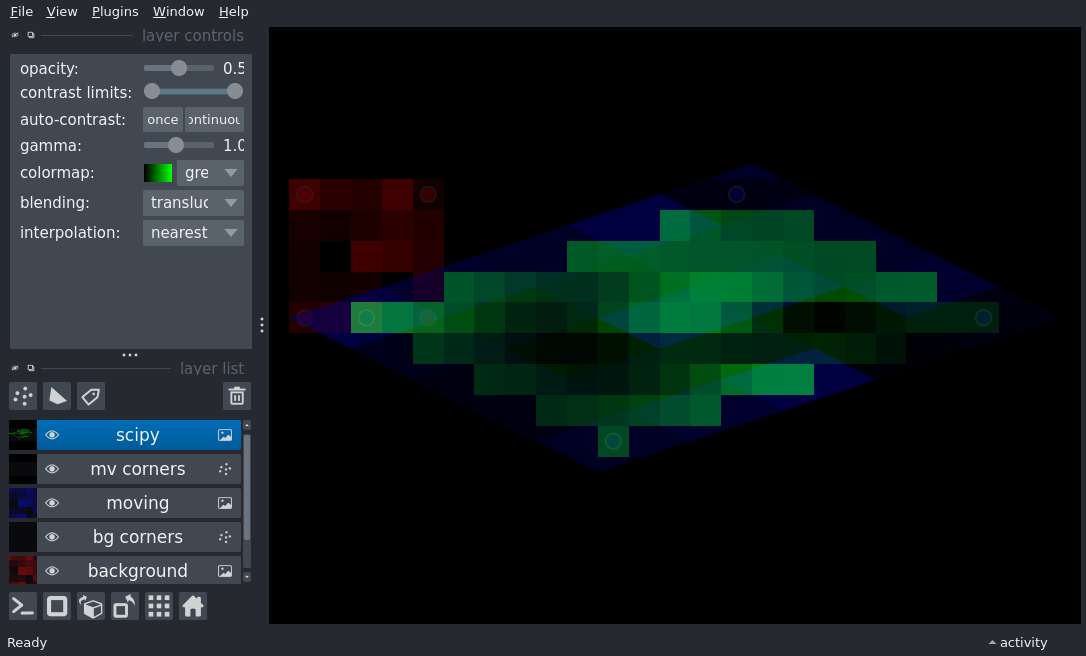 File View Plugins Window Help
layer controls
opacity: 0.5
contrast limits:
auto-contrast: once ontinuou
gamma: 1.0
colormap: gre
blending: transluc
interpolation: nearest
layer list
scipy
mv corners
moving
bg corners
background
Ready
activity